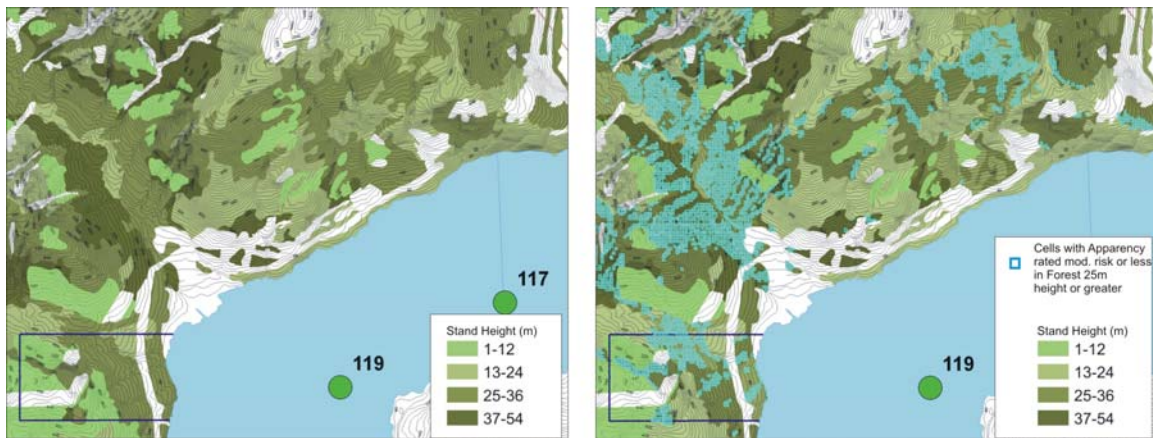 117
119
Stand Height (m)
1-12
13-24
25-36
37-54
Cells with Apparency
rated mod. risk or less
in Forest 25m
height or greater
119
Stand Height (m)
1-12
13-24
25-36
37-54